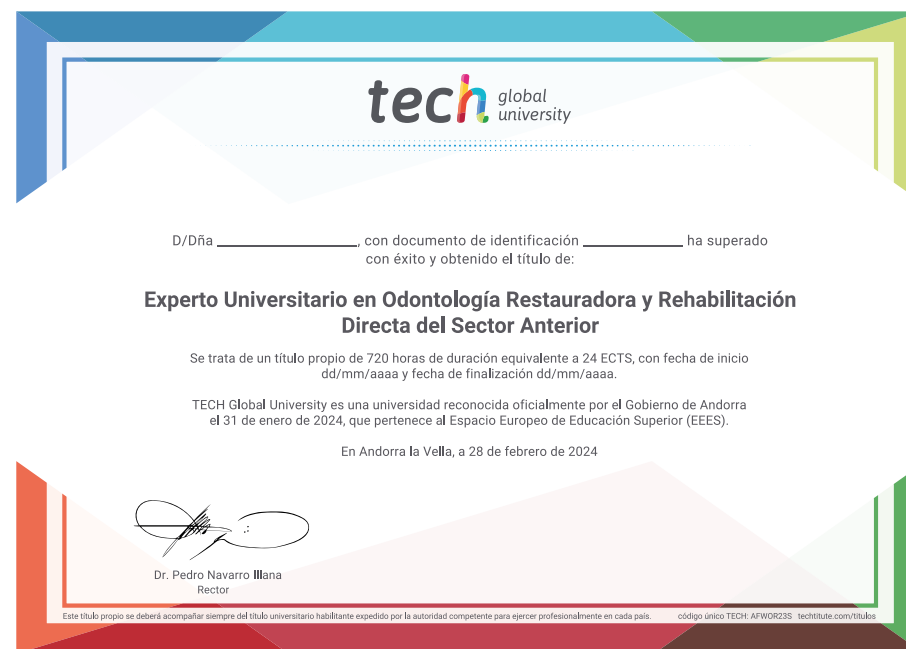 tech global
university
D/Dña ____________________, con documento de identificación ______________ ha superado
con éxito y obtenido el título de:
Experto Universitario en Odontología Restauradora y Rehabilitación
Directa del Sector Anterior
Se trata de un título propio de 720 horas de duración equivalente a 24 ECTS, con fecha de inicio
dd/mm/aaaa y fecha de finalización dd/mm/aaaa.
TECH Global University es una universidad reconocida oficialmente por el Gobierno de Andorra
el 31 de enero de 2024, que pertenece al Espacio Europeo de Educación Superior (EEES).
En Andorra la Vella, a 28 de febrero de 2024
Dr. Pedro Navarro Illana
Rector
Este título propio se deberá acompañar siempre del título universitario habilitante expedido por la autoridad competente para ejercer profesionalmente en cada país. código único TECH: AFWOR23S techtitute.com/titulos